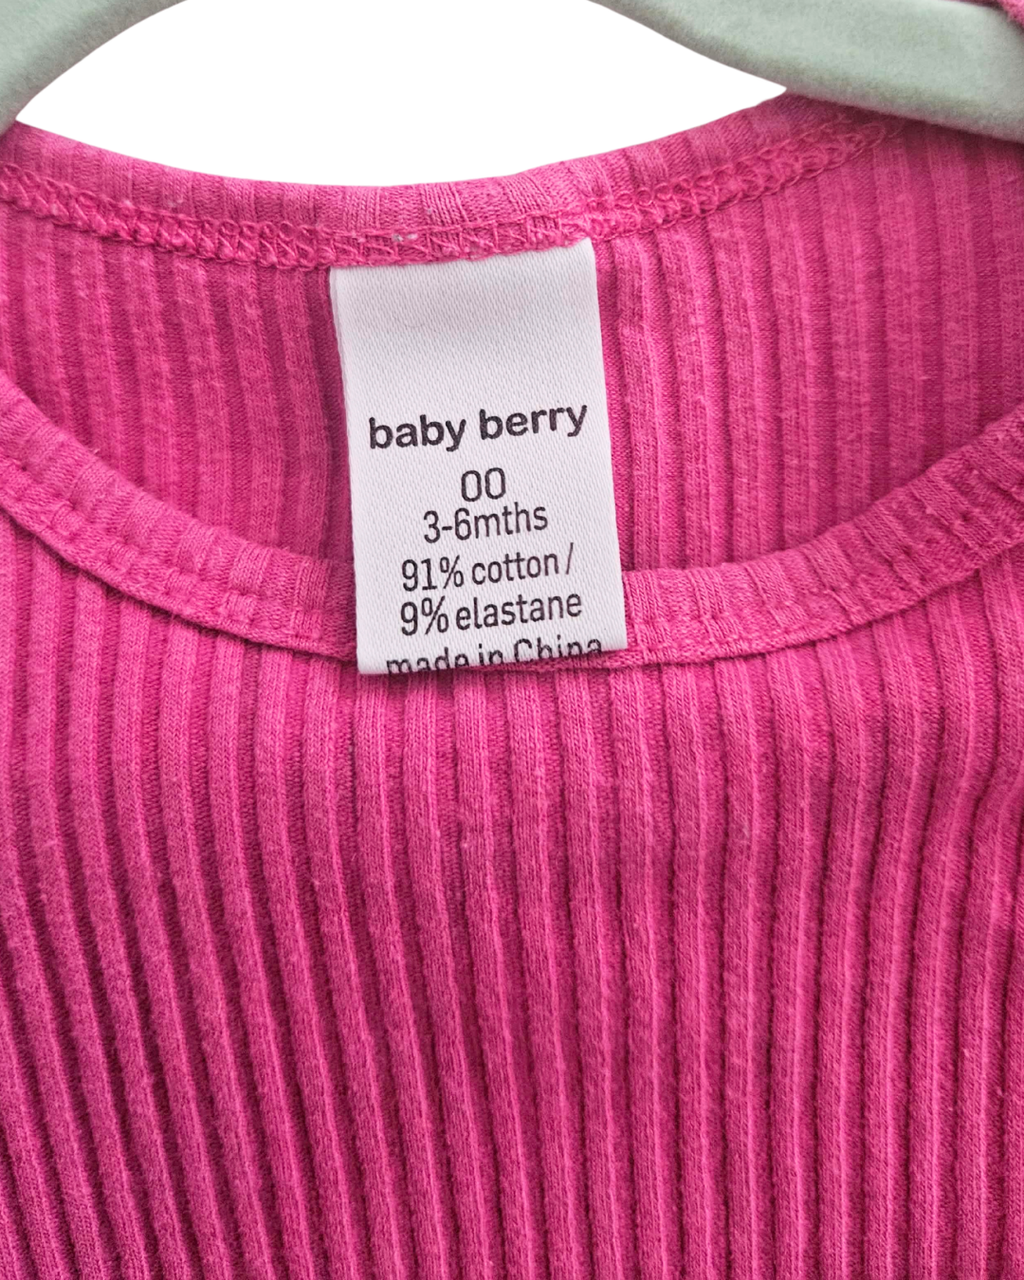 baby berry
00
3-6mths
91% cotton/
9% elastane
made in China